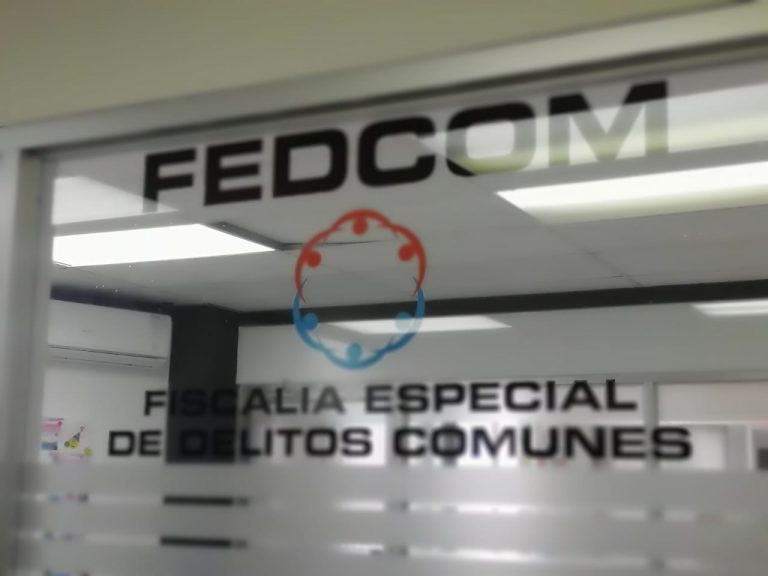 FEDCOM
FISCALIA ESPECIAL
DE DELITOS COMUNES